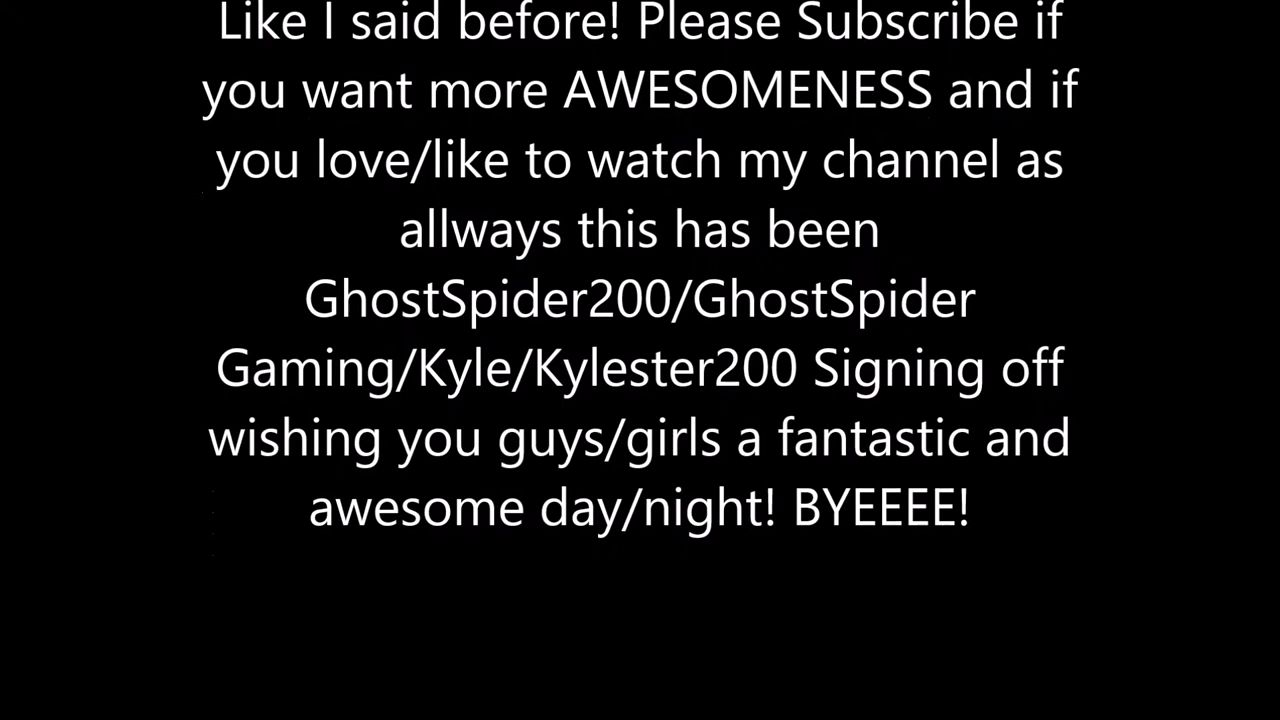 Like I said before! Please Subscribe if
you want more AWESOMENESS and if
you love/like to watch my channel as
allways this has been
GhostSpider200/GhostSpider
Gaming/Kyle/Kylester200 Signing off
wishing you guys/girls a fantastic and
awesome day/night! BYEEEE!